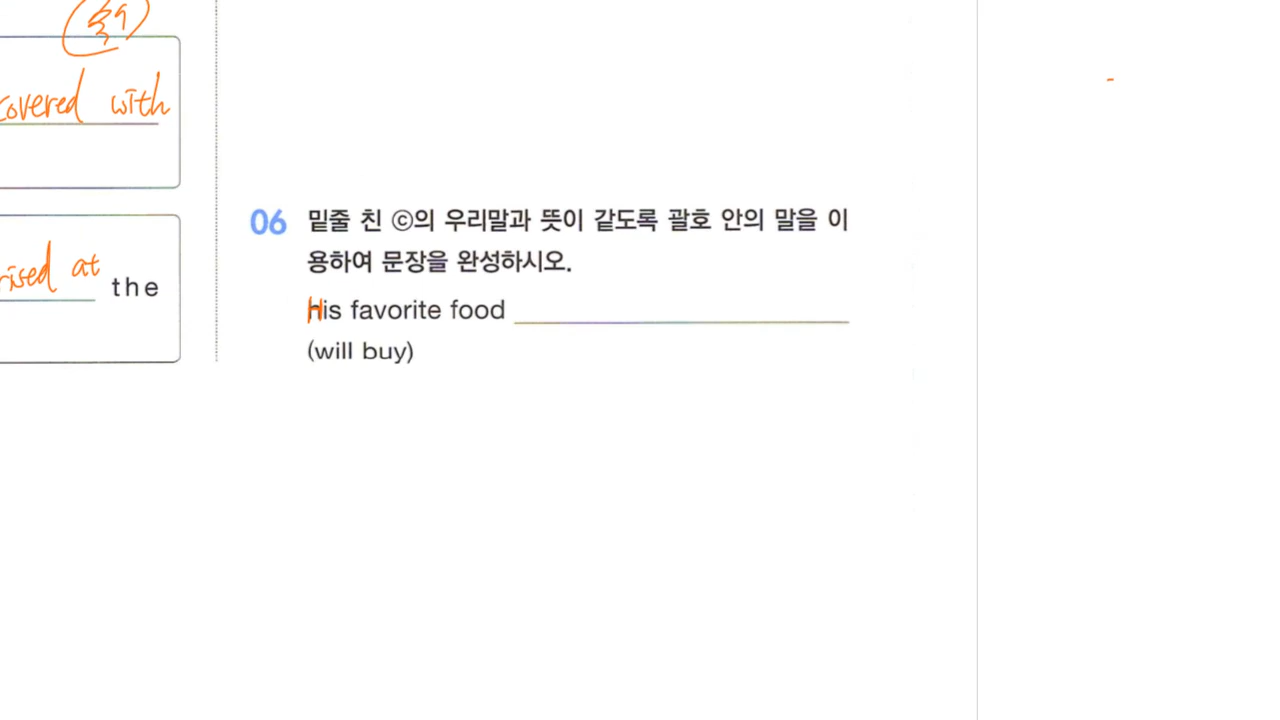 covered with
rised at
the
06 밑줄 친 ⓒ의 우리말과 뜻이 같도록 괄호 안의 말을 이
용하여 문장을 완성하시오.
His favorite food
(will buy)